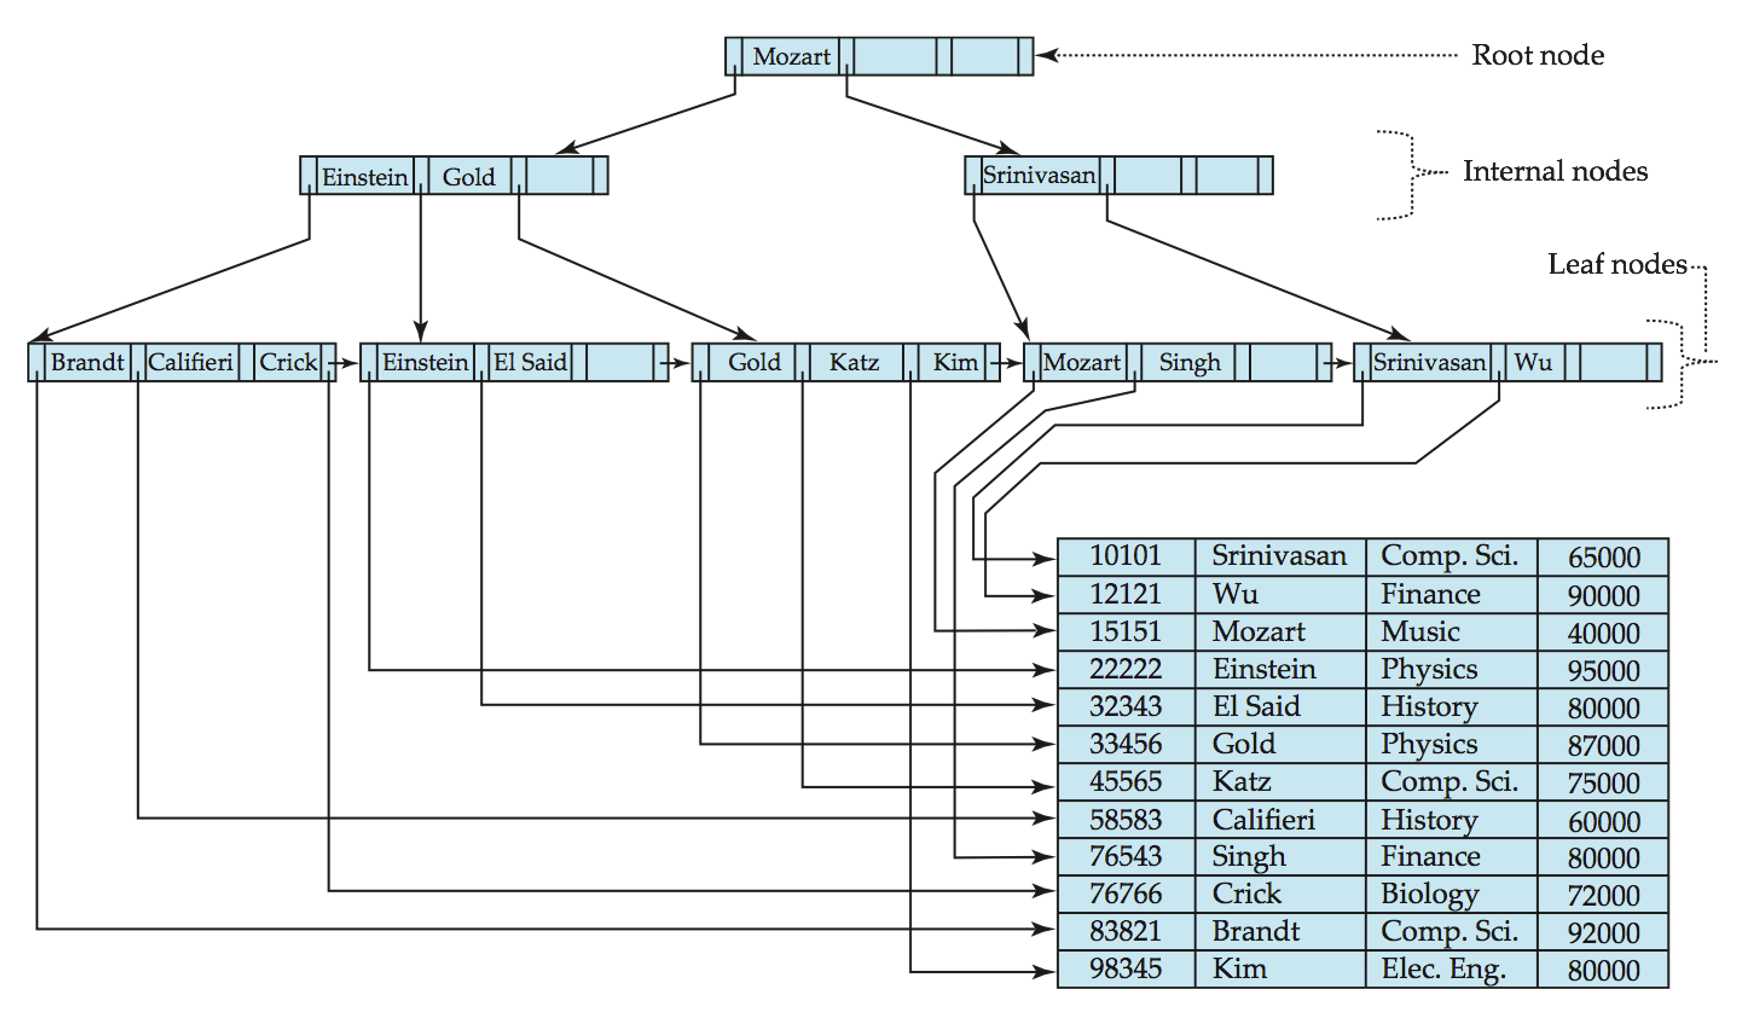 Mozart
Root node
Einstein Gold
Srinivasan
Internal nodes
Leaf nodes
Brandt Califieri Crick
Einstein El Said
Gold Katz Kim
Mozart Singh
Srinivasan Wu
10101 Srinivasan Comp. Sci. 65000
12121 Wu Finance 90000
15151 Mozart Music 40000
22222 Einstein Physics 95000
32343 El Said History 80000
33456 Gold Physics 87000
45565 Katz Comp. Sci. 75000
58583 Califieri History 60000
76543 Singh Finance 80000
76766 Crick Biology 72000
83821 Brandt Comp. Sci. 92000
98345 Kim Elec. Eng. 80000